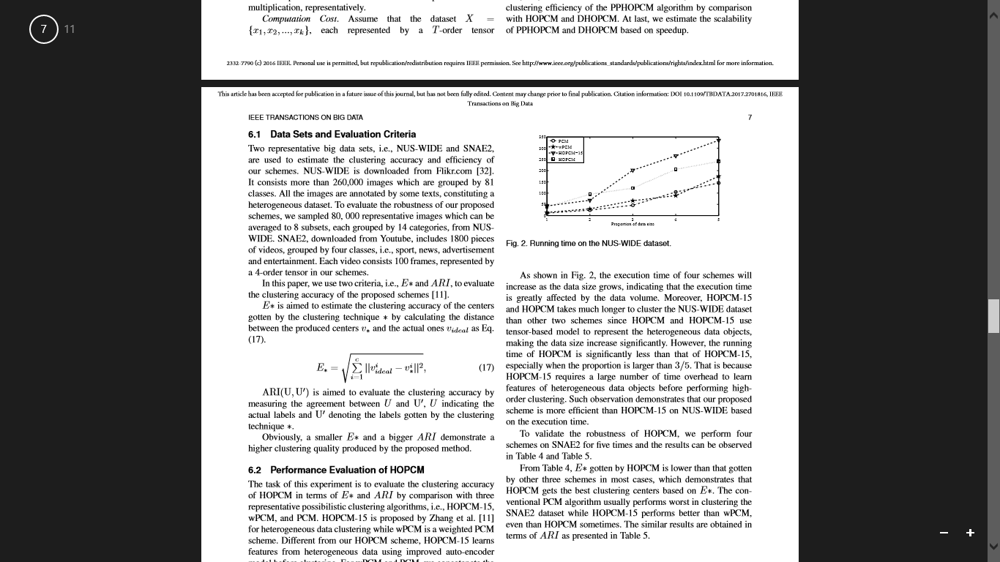 7 11
multiplication, representatively.
Computation Cost. Assume that the dataset X =
{x1, x2, ..., xk}, each represented by a T-order tensor
clustering efficiency of the PPHOPCM algorithm by comparison
with HOPCM and DHOPCM. At last, we estimate the scalability
of PPHOPCM and DHOPCM based on speedup.
2332-7790 (c) 2016 IEEE. Personal use is permitted, but republication/redistribution requires IEEE permission. See http://www.ieee.org/publications_standards/publications/rights/index.html for more information.
This article has been accepted for publication in a future issue of this journal, but has not been fully edited. Content may change prior to final publication. Citation information: DOI 10.1109/TBDATA.2017.2701816, IEEE
Transactions on Big Data
IEEE TRANSACTIONS ON BIG DATA
7
6.1 Data Sets and Evaluation Criteria
Two representative big data sets, i.e., NUS-WIDE and SNAE2,
are used to estimate the clustering accuracy and efficiency of
our schemes. NUS-WIDE is downloaded from Flikr.com [32].
It consists more than 260,000 images which are grouped by 81
classes. All the images are annotated by some texts, constituting a
heterogeneous dataset. To evaluate the robustness of our proposed
schemes, we sampled 80, 000 representative images which can be
averaged to 8 subsets, each grouped by 14 categories, from NUS-
WIDE. SNAE2, downloaded from Youtube, includes 1800 pieces
of videos, grouped by four classes, i.e., sport, news, advertisement
and entertainment. Each video consists 100 frames, represented by
a 4-order tensor in our schemes.
In this paper, we use two criteria, i.e., E* and ARI, to evaluate
the clustering accuracy of the proposed schemes [11].
E* is aimed to estimate the clustering accuracy of the centers
gotten by the clustering technique * by calculating the distance
between the produced centers v* and the actual ones videal as Eq.
(17).
E* = √∑ci=1 ||viideal − vi*||2, (17)
ARI(U, U′) is aimed to evaluate the clustering accuracy by
measuring the agreement between U and U′, U indicating the
actual labels and U′ denoting the labels gotten by the clustering
technique *.
Obviously, a smaller E* and a bigger ARI demonstrate a
higher clustering quality produced by the proposed method.
6.2 Performance Evaluation of HOPCM
The task of this experiment is to evaluate the clustering accuracy
of HOPCM in terms of E* and ARI by comparison with three
representative possibilistic clustering algorithms, i.e., HOPCM-15,
wPCM, and PCM. HOPCM-15 is proposed by Zhang et al. [11]
for heterogeneous data clustering while wPCM is a weighted PCM
scheme. Different from our HOPCM scheme, HOPCM-15 learns
features from heterogeneous data using improved auto-encoder
model before clustering. For wPCM and PCM, we concatenate the
350
300
250
200
150
100
50
PCM
wPCM
HOPCM-15
HOPCM
1 2 3 4 5
Proportion of data size
Fig. 2. Running time on the NUS-WIDE dataset.
As shown in Fig. 2, the execution time of four schemes will
increase as the data size grows, indicating that the execution time
is greatly affected by the data volume. Moreover, HOPCM-15
and HOPCM takes much longer to cluster the NUS-WIDE dataset
than other two schemes since HOPCM and HOPCM-15 use
tensor-based model to represent the heterogeneous data objects,
making the data size increase significantly. However, the running
time of HOPCM is significantly less than that of HOPCM-15,
especially when the proportion is larger than 3/5. That is because
HOPCM-15 requires a large number of time overhead to learn
features of heterogeneous data objects before performing high-
order clustering. Such observation demonstrates that our proposed
scheme is more efficient than HOPCM-15 on NUS-WIDE based
on the execution time.
To validate the robustness of HOPCM, we perform four
schemes on SNAE2 for five times and the results can be observed
in Table 4 and Table 5.
From Table 4, E* gotten by HOPCM is lower than that gotten
by other three schemes in most cases, which demonstrates that
HOPCM gets the best clustering centers based on E*. The con-
ventional PCM algorithm usually performs worst in clustering the
SNAE2 dataset while HOPCM-15 performs better than wPCM,
even than HOPCM sometimes. The similar results are obtained in
terms of ARI as presented in Table 5.